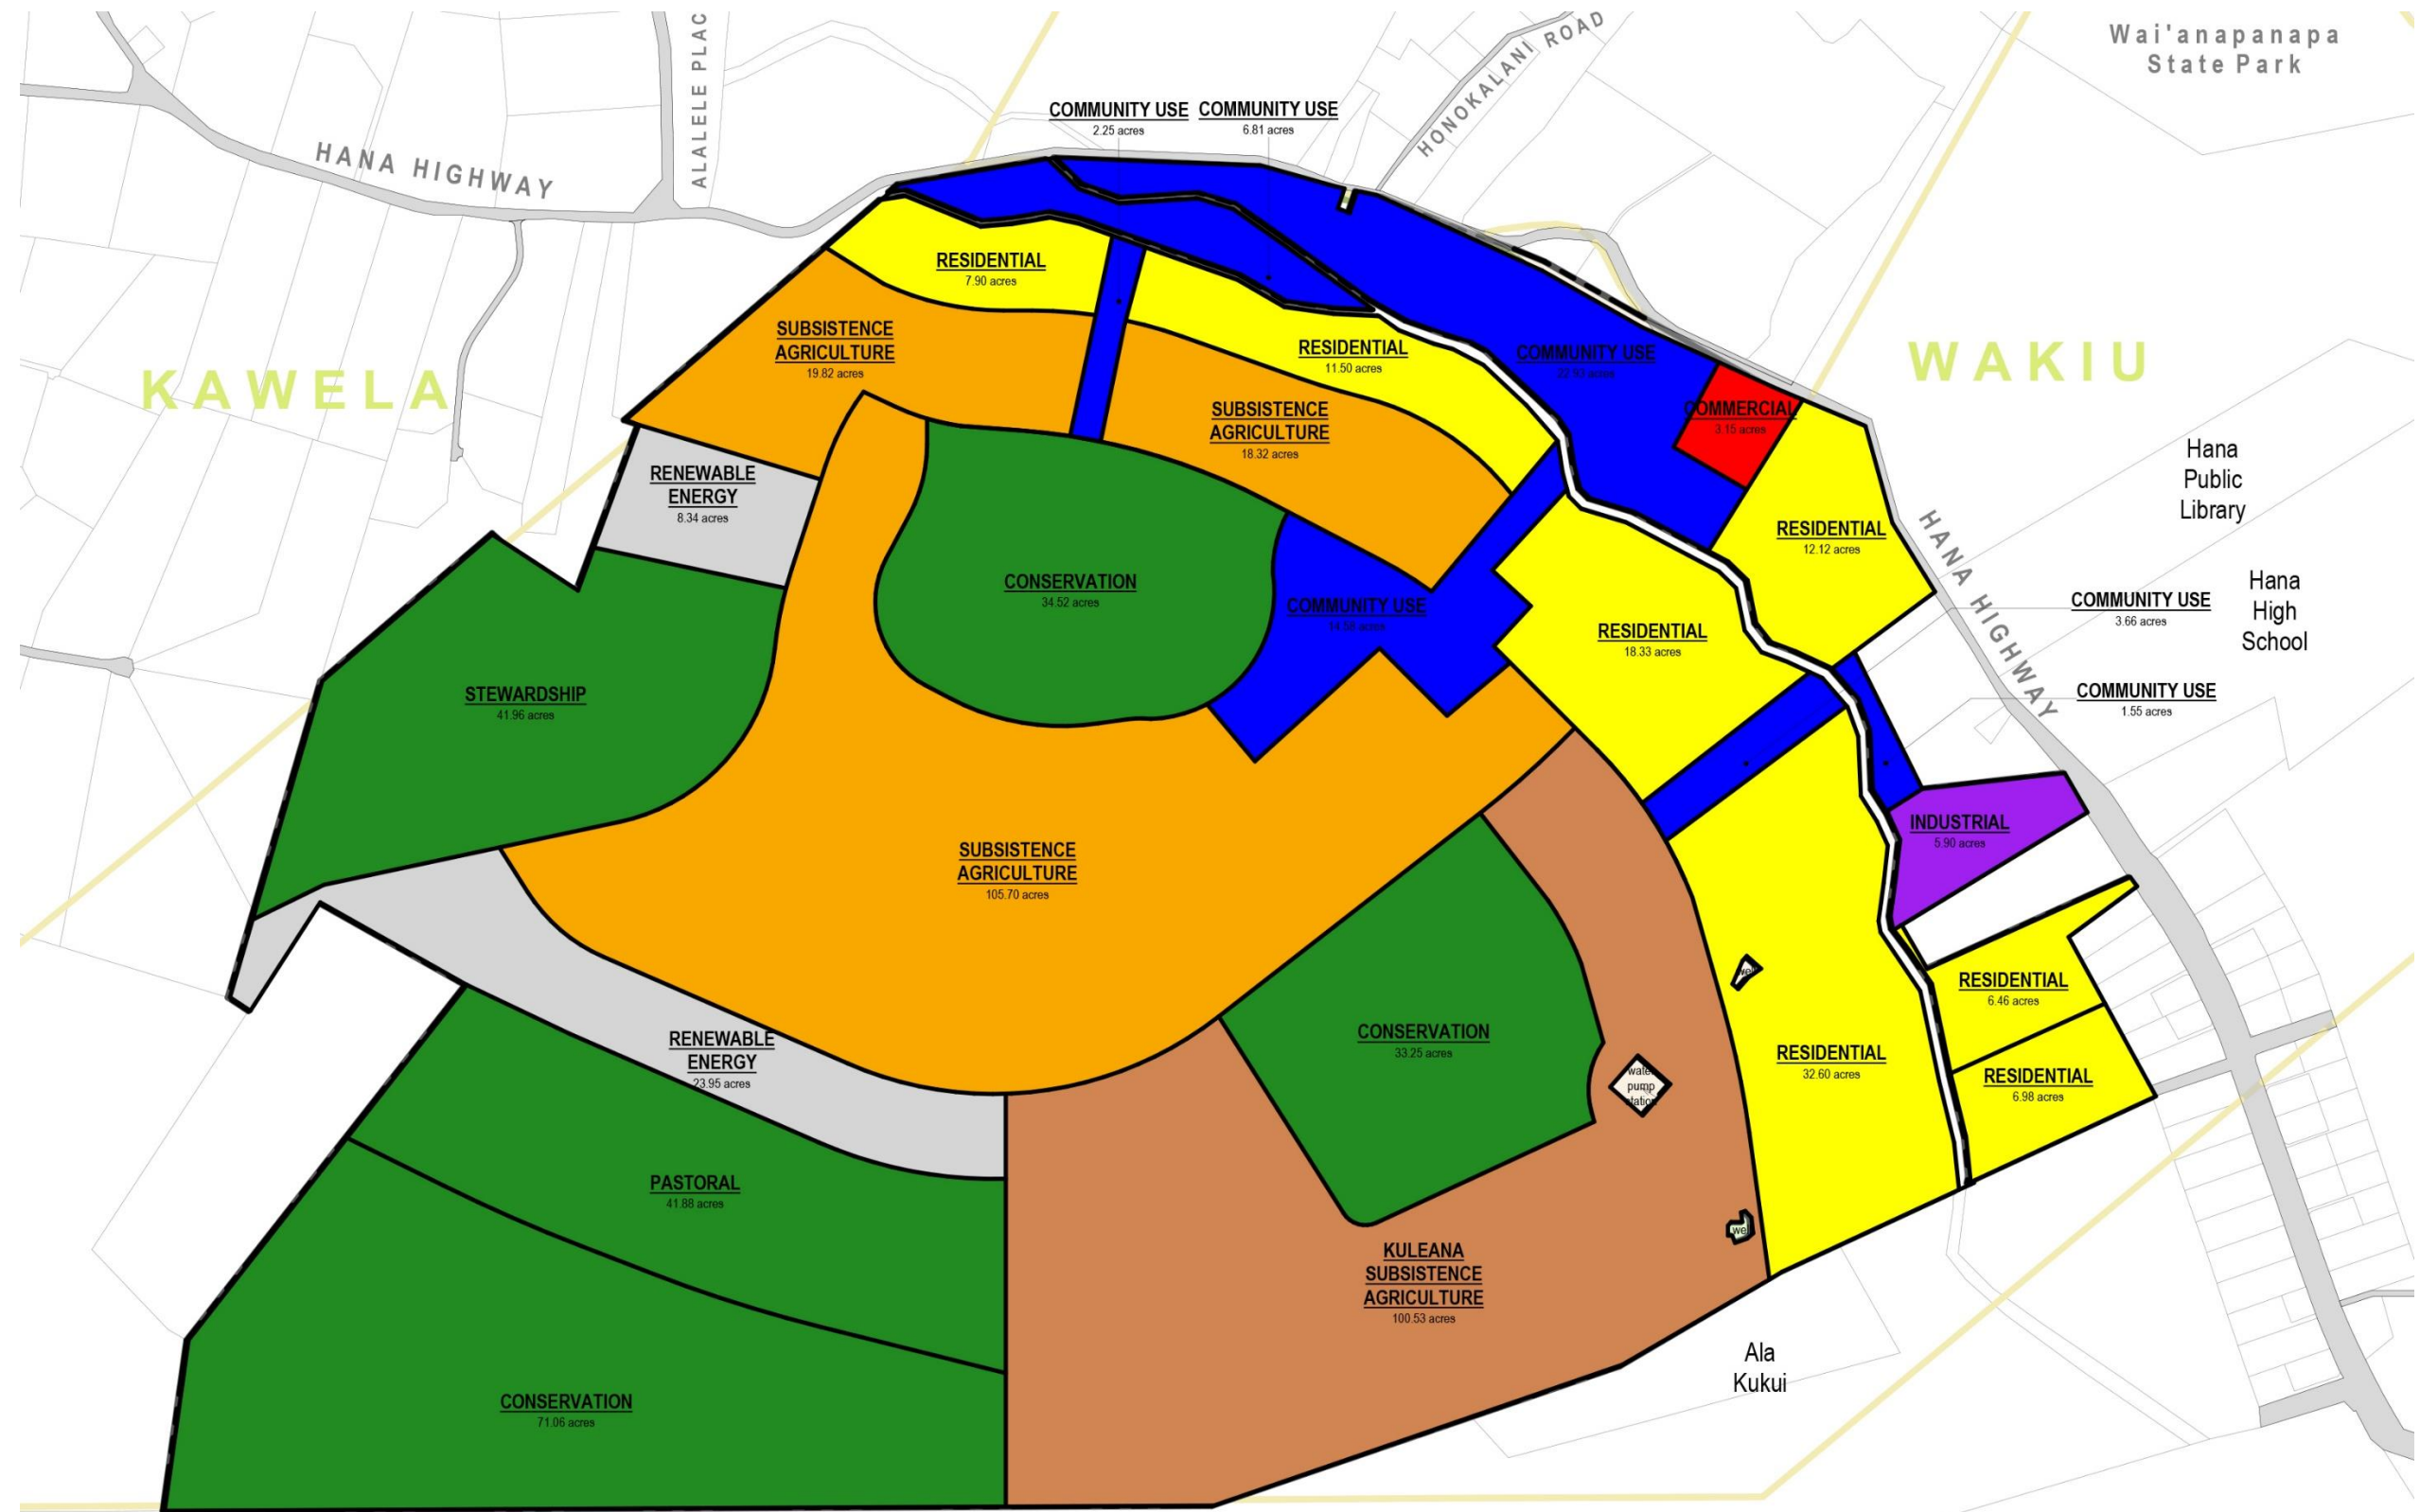 Wai'anapanapa
State Park
HONOKALANI ROAD
HANA HIGHWAY
COMMUNITY USE
2.25 acres
COMMUNITY USE
6.81 acres
RESIDENTIAL
7.90 acres
SUBSISTENCE
AGRICULTURE
19.82 acres
RESIDENTIAL
11.50 acres
COMMUNITY USE
KAWELA
WAKIU
SUBSISTENCE
AGRICULTURE
18.32 acres
COMMERCIAL
3.15 acres
Hana
Public
Library
RENEWABLE
ENERGY
8.34 acres
RESIDENTIAL
12.12 acres
HANA HIGHWAY
CONSERVATION
34.52 acres
COMMUNITY USE
COMMUNITY USE
3.66 acres
Hana
High
School
RESIDENTIAL
18.33 acres
STEWARDSHIP
41.96 acres
COMMUNITY USE
1.55 acres
INDUSTRIAL
5.90 acres
SUBSISTENCE
AGRICULTURE
105.70 acres
RESIDENTIAL
6.46 acres
RENEWABLE
ENERGY
23.95 acres
CONSERVATION
33.25 acres
pump
RESIDENTIAL
32.60 acres
RESIDENTIAL
6.98 acres
PASTORAL
41.88 acres
KULEANA
SUBSISTENCE
AGRICULTURE
100.53 acres
Ala
Kukui
CONSERVATION
71.06 acres